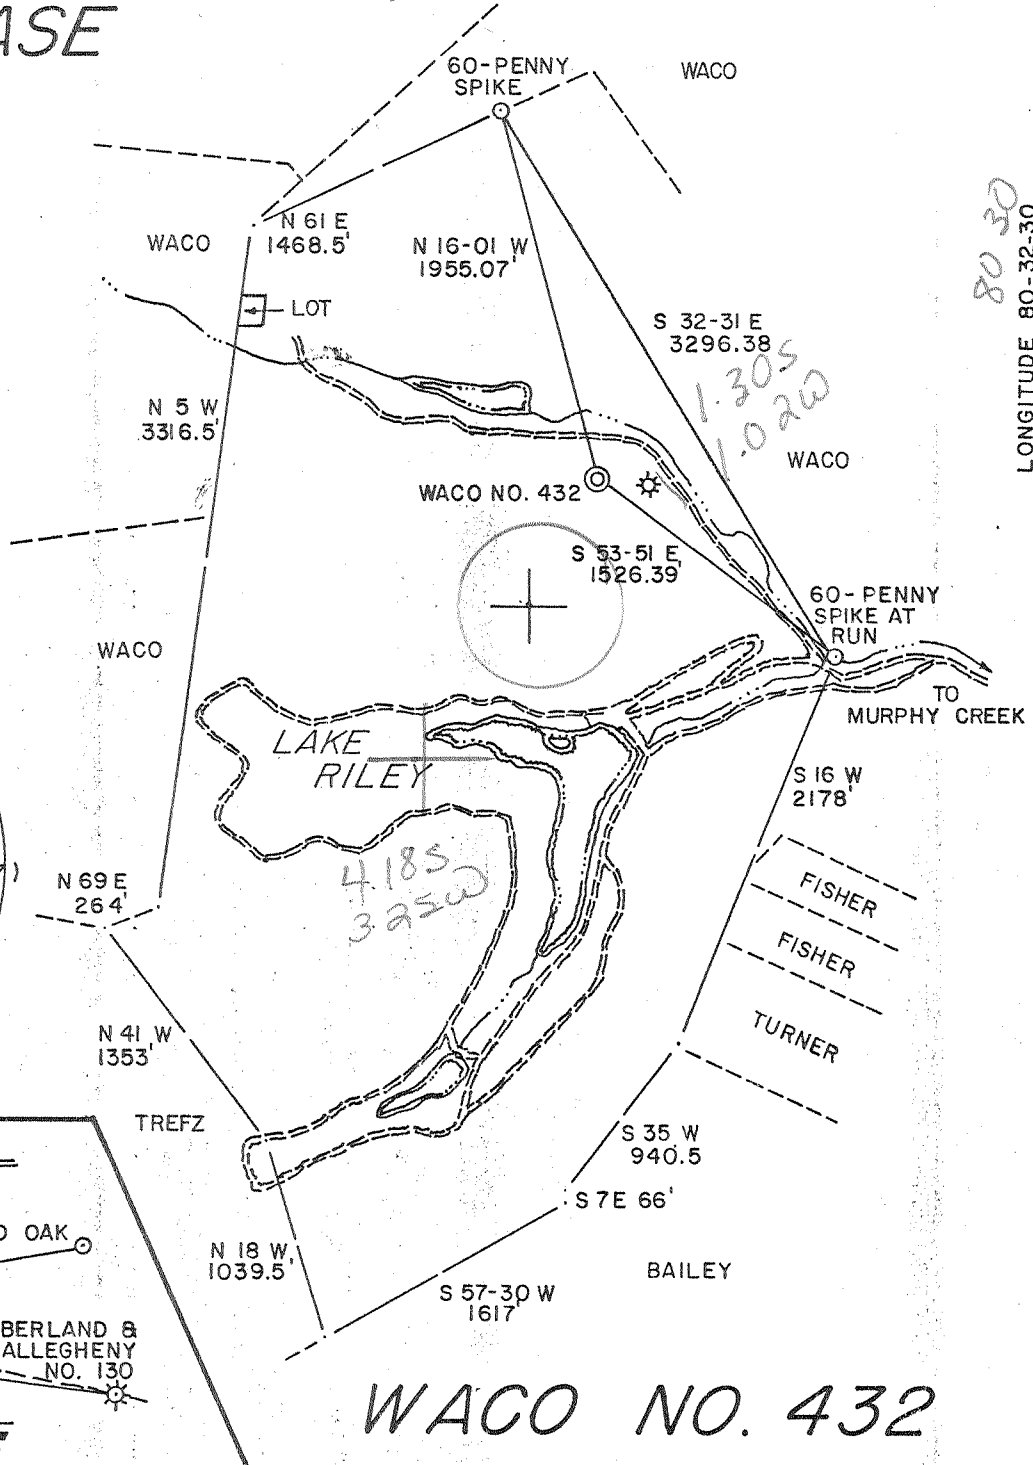 ASE
60-PENNY
SPIKE
WACO
80 30
LONGITUDE 80-32-30
N 61 E
1468.5'
WACO
N 16-01 W
1955.07'
LOT
S 32-31 E
3296.38
1.30S
1.02W
N 5 W
3316.5'
WACO
WACO NO. 432
S 53-51 E
1526.39'
60-PENNY
SPIKE AT
RUN
WACO
TO
MURPHY CREEK
LAKE
RILEY
S 16 W
2178'
4.18S
3.25W
N 69 E
264'
FISHER
FISHER
TURNER
N 41 W
1353'
TREFZ
S 35 W
940.5
S 7E 66'
D OAK
N 18 W
1039.5'
BAILEY
S 57-30 W
1617'
BERLAND &
ALLEGHENY
NO. 130
WACO NO. 432